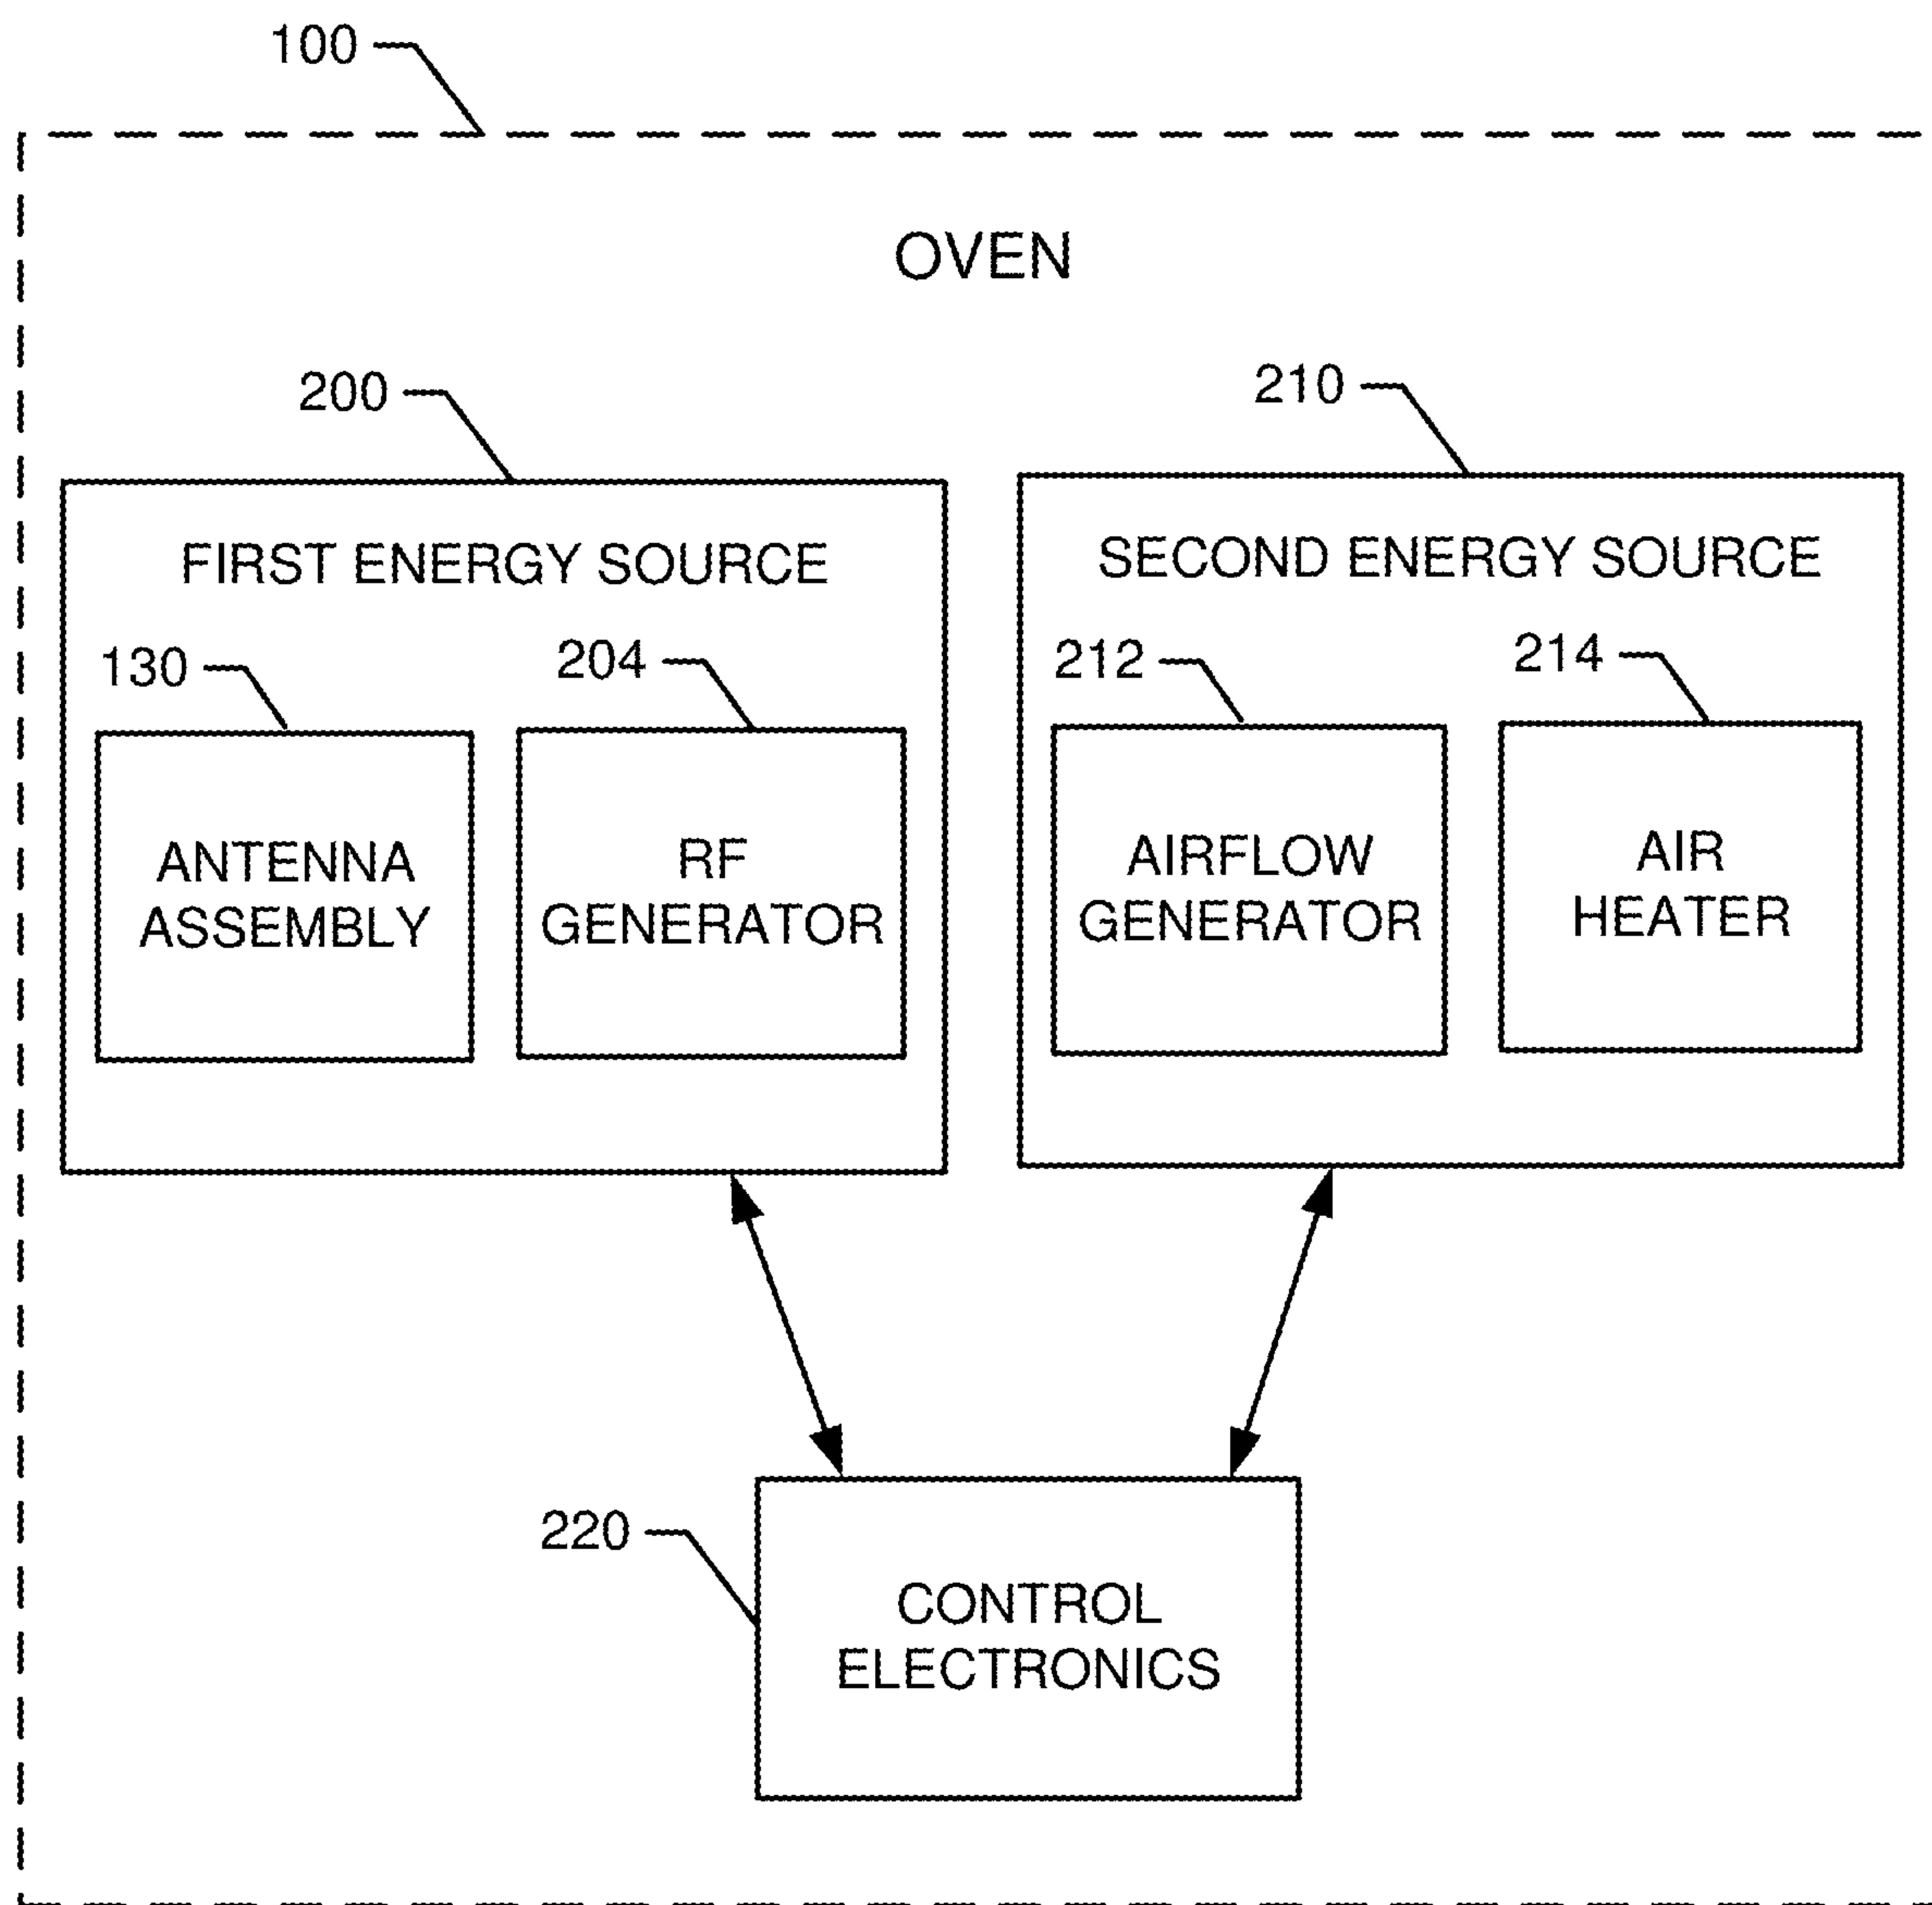 100
OVEN
200
210
FIRST ENERGY SOURCE
SECOND ENERGY SOURCE
130
204
212
214
ANTENNA
ASSEMBLY
RF
GENERATOR
AIRFLOW
GENERATOR
AIR
HEATER
220
CONTROL
ELECTRONICS